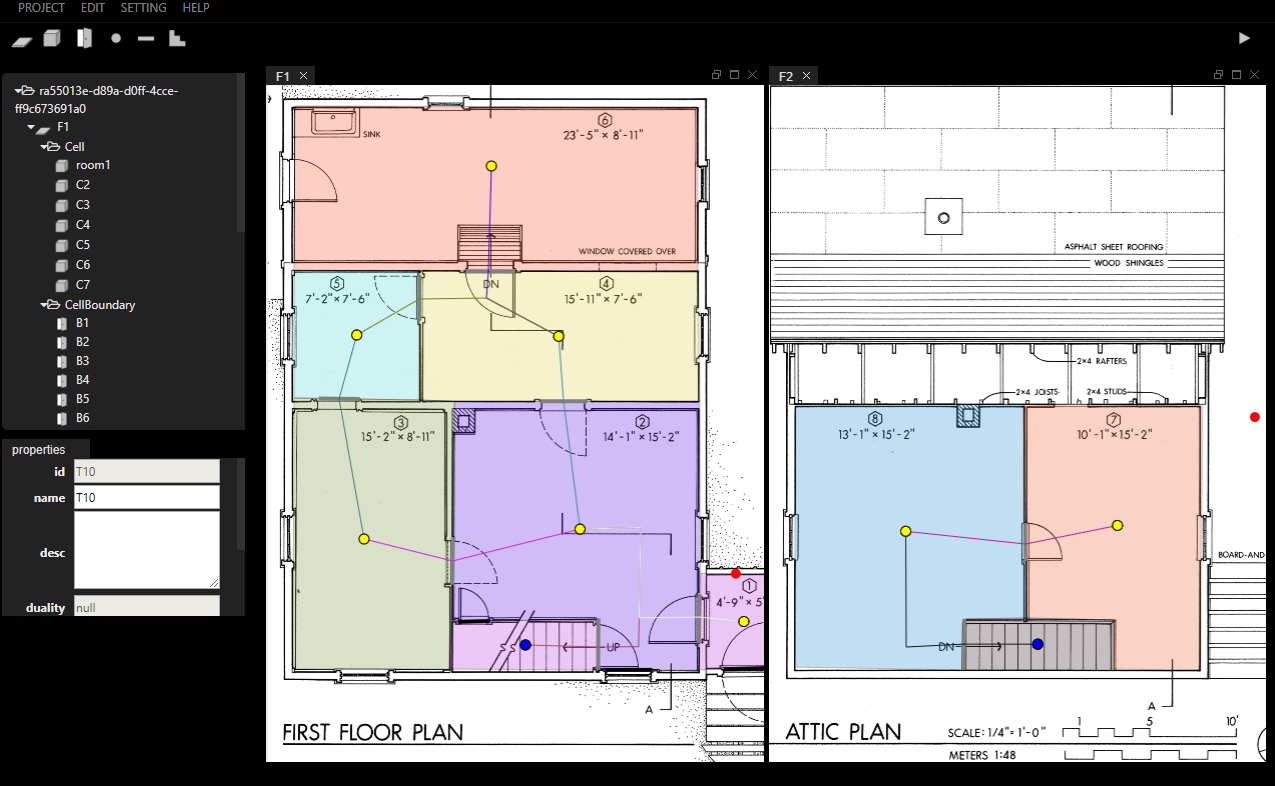 PROJECT EDIT SETTING HELP
F1 ×
F2 ×
ra55013e-d89a-d0ff-4cce-
ff9c673691a0
F1
Cell
room1
C2
C3
C4
C5
C6
C7
CellBoundary
B1
B2
B3
B4
B5
B6
properties
id T10
name T10
desc
duality null
6
23'-5" × 8'-11"
SINK
WINDOW COVERED OVER
5
7'-2" × 7'-6"
DN
4
15'-11" × 7'-6"
3
15'-2" × 8'-11"
2
14'-1" × 15'-2"
1
4'-9" × 5'
UP
A
FIRST FLOOR PLAN
ASPHALT SHEET ROOFING
WOOD SHINGLES
2×4 RAFTERS
2×4 JOISTS
2×4 STUDS
8
13'-1" × 15'-2"
7
10'-1" × 15'-2"
BOARD-AND
DN
A
ATTIC PLAN
SCALE: 1/4" = 1'-0"
1 5 10'
METERS 1:48